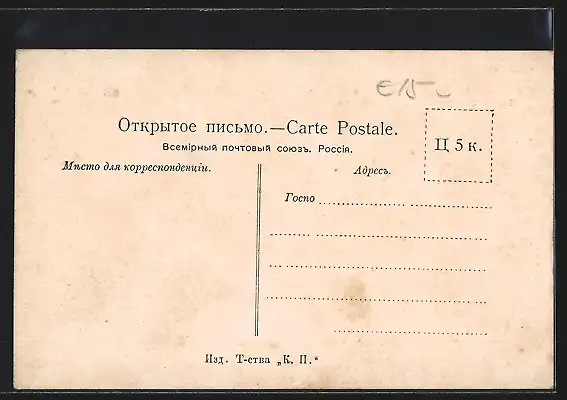 €15,-
Открытое письмо.—Carte Postale.
Всемірный почтовый союзъ. Россія.
Ц 5 к.
Мѣсто для корреспонденціи.
Адресъ.
Госпо
Изд. Т-ства „К. П.“